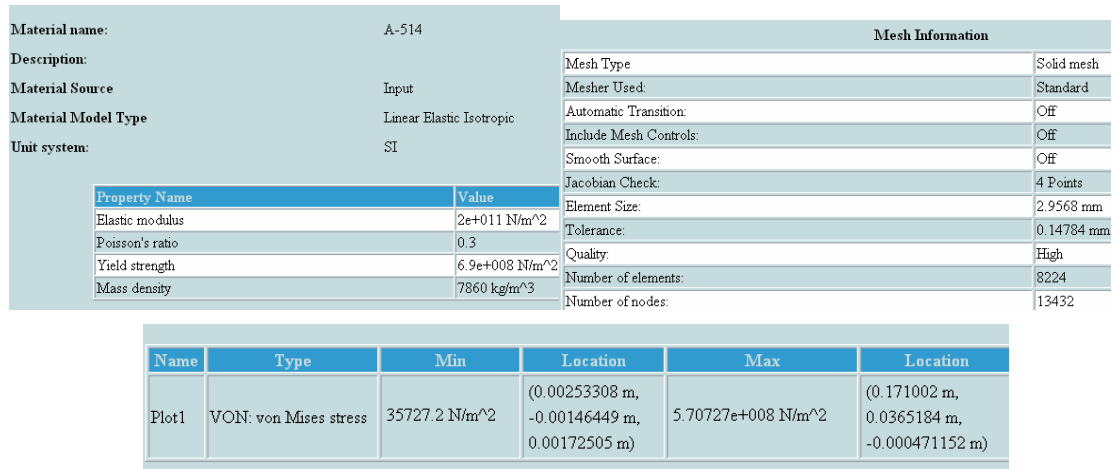 Material name: A-514
Description:
Material Source Input
Material Model Type Linear Elastic Isotropic
Unit system: SI
Property Name Value
Elastic modulus 2e+011 N/m^2
Poisson's ratio 0.3
Yield strength 6.9e+008 N/m^2
Mass density 7860 kg/m^3
Mesh Information
Mesh Type Solid mesh
Mesher Used: Standard
Automatic Transition: Off
Include Mesh Controls: Off
Smooth Surface: Off
Jacobian Check: 4 Points
Element Size: 2.9568 mm
Tolerance: 0.14784 mm
Quality: High
Number of elements: 8224
Number of nodes: 13432
Name Type Min Location Max Location
Plot1 VON: von Mises stress 35727.2 N/m^2 (0.00253308 m,
-0.00146449 m,
0.00172505 m) 5.70727e+008 N/m^2 (0.171002 m,
0.0365184 m,
-0.000471152 m)